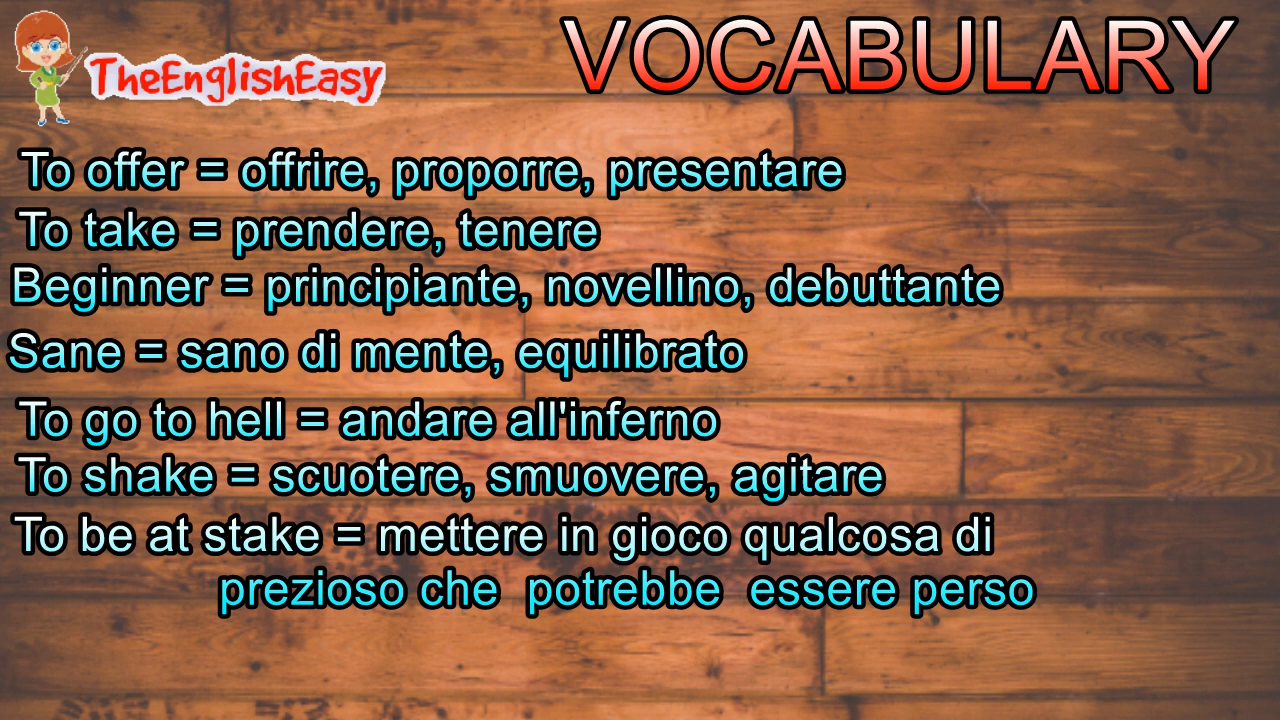 TheEnglishEasy
VOCABULARY
To offer = offrire, proporre, presentare
To take = prendere, tenere
Beginner = principiante, novellino, debuttante
Sane = sano di mente, equilibrato
To go to hell = andare all'inferno
To shake = scuotere, smuovere, agitare
To be at stake = mettere in gioco qualcosa di
prezioso che potrebbe essere perso